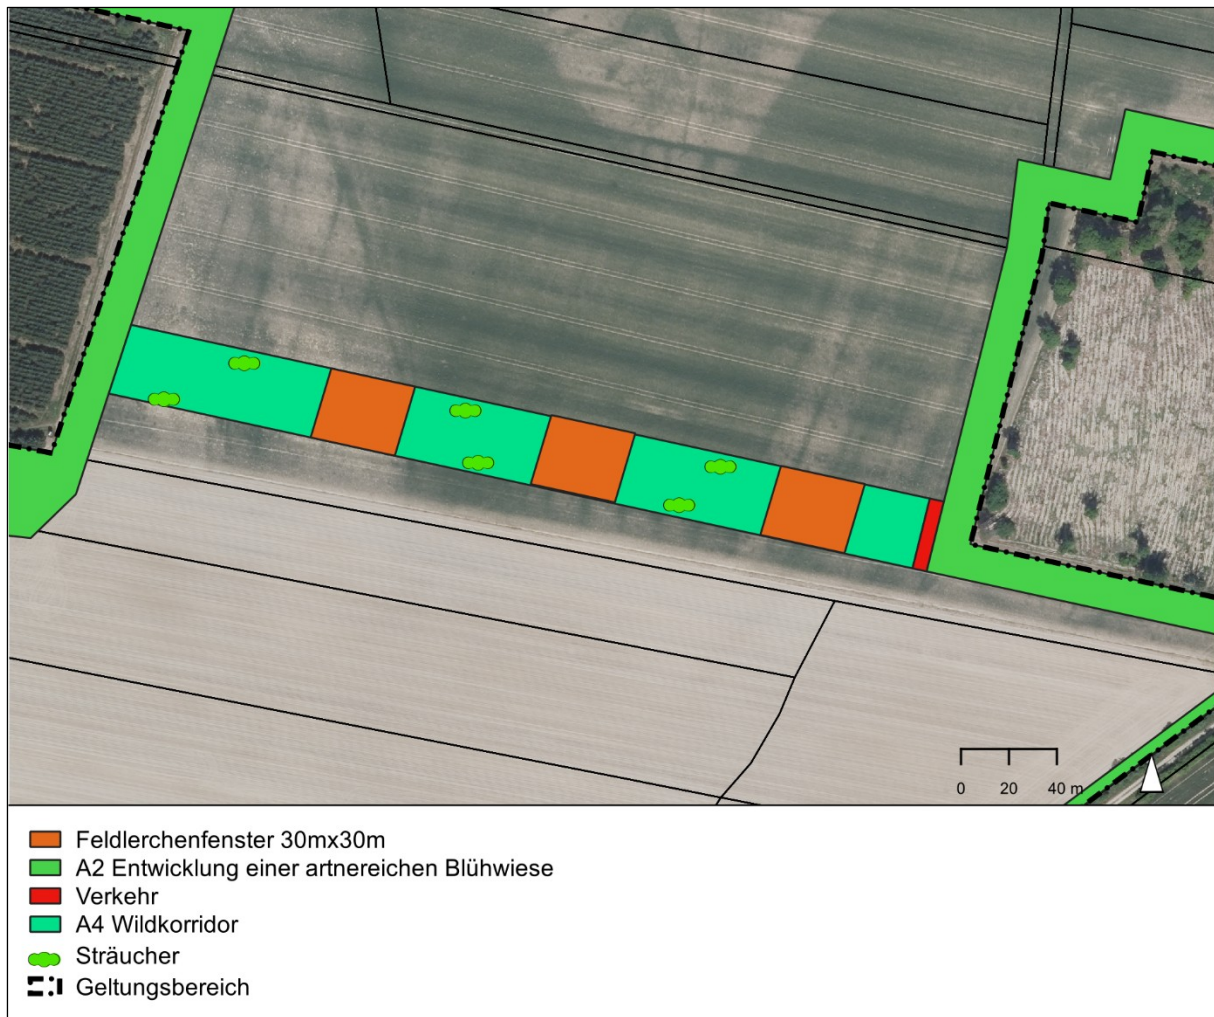 0 20 40 m
Feldlerchenfenster 30mx30m
A2 Entwicklung einer artnereichen Blühwiese
Verkehr
A4 Wildkorridor
Sträucher
Geltungsbereich